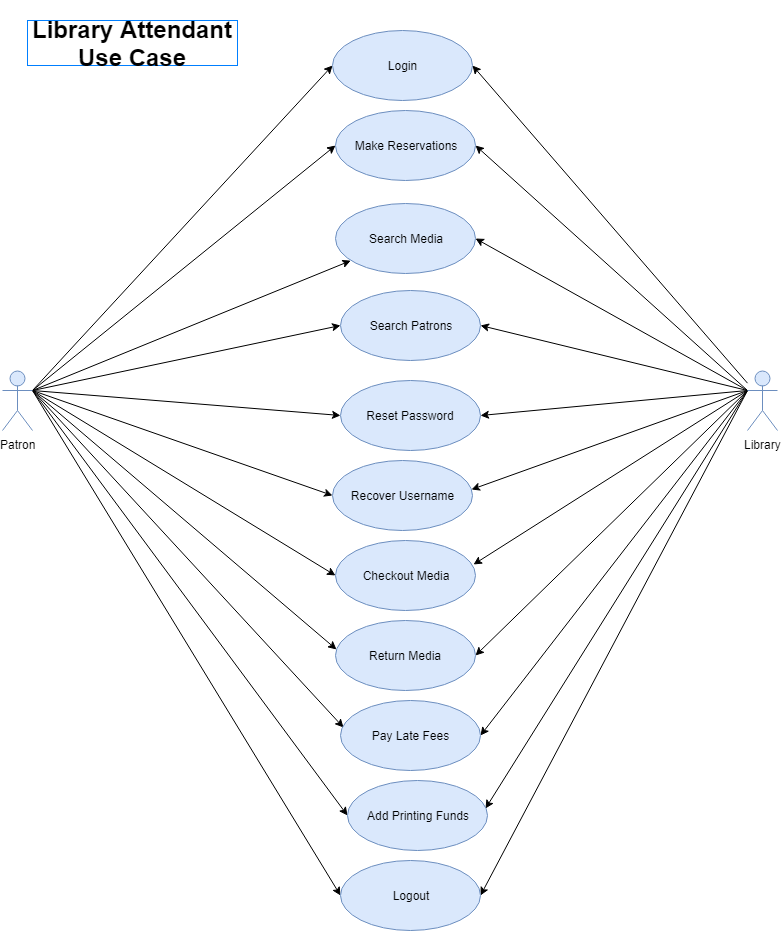 Library Attendant
Use Case
Login
Make Reservations
Search Media
Search Patrons
Reset Password
Patron
Library
Recover Username
Checkout Media
Return Media
Pay Late Fees
Add Printing Funds
Logout